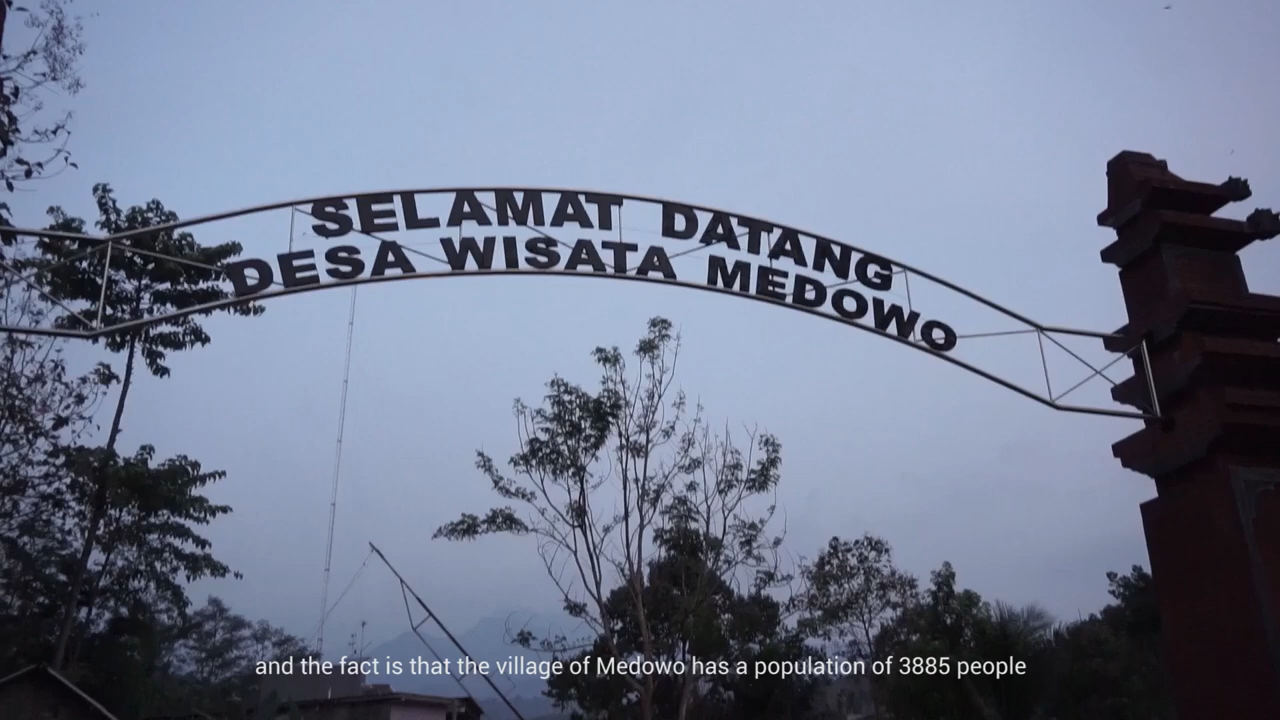 SELAMAT DATANG
DESA WISATA MEDOWO
and the fact is that the village of Medowo has a population of 3885 people